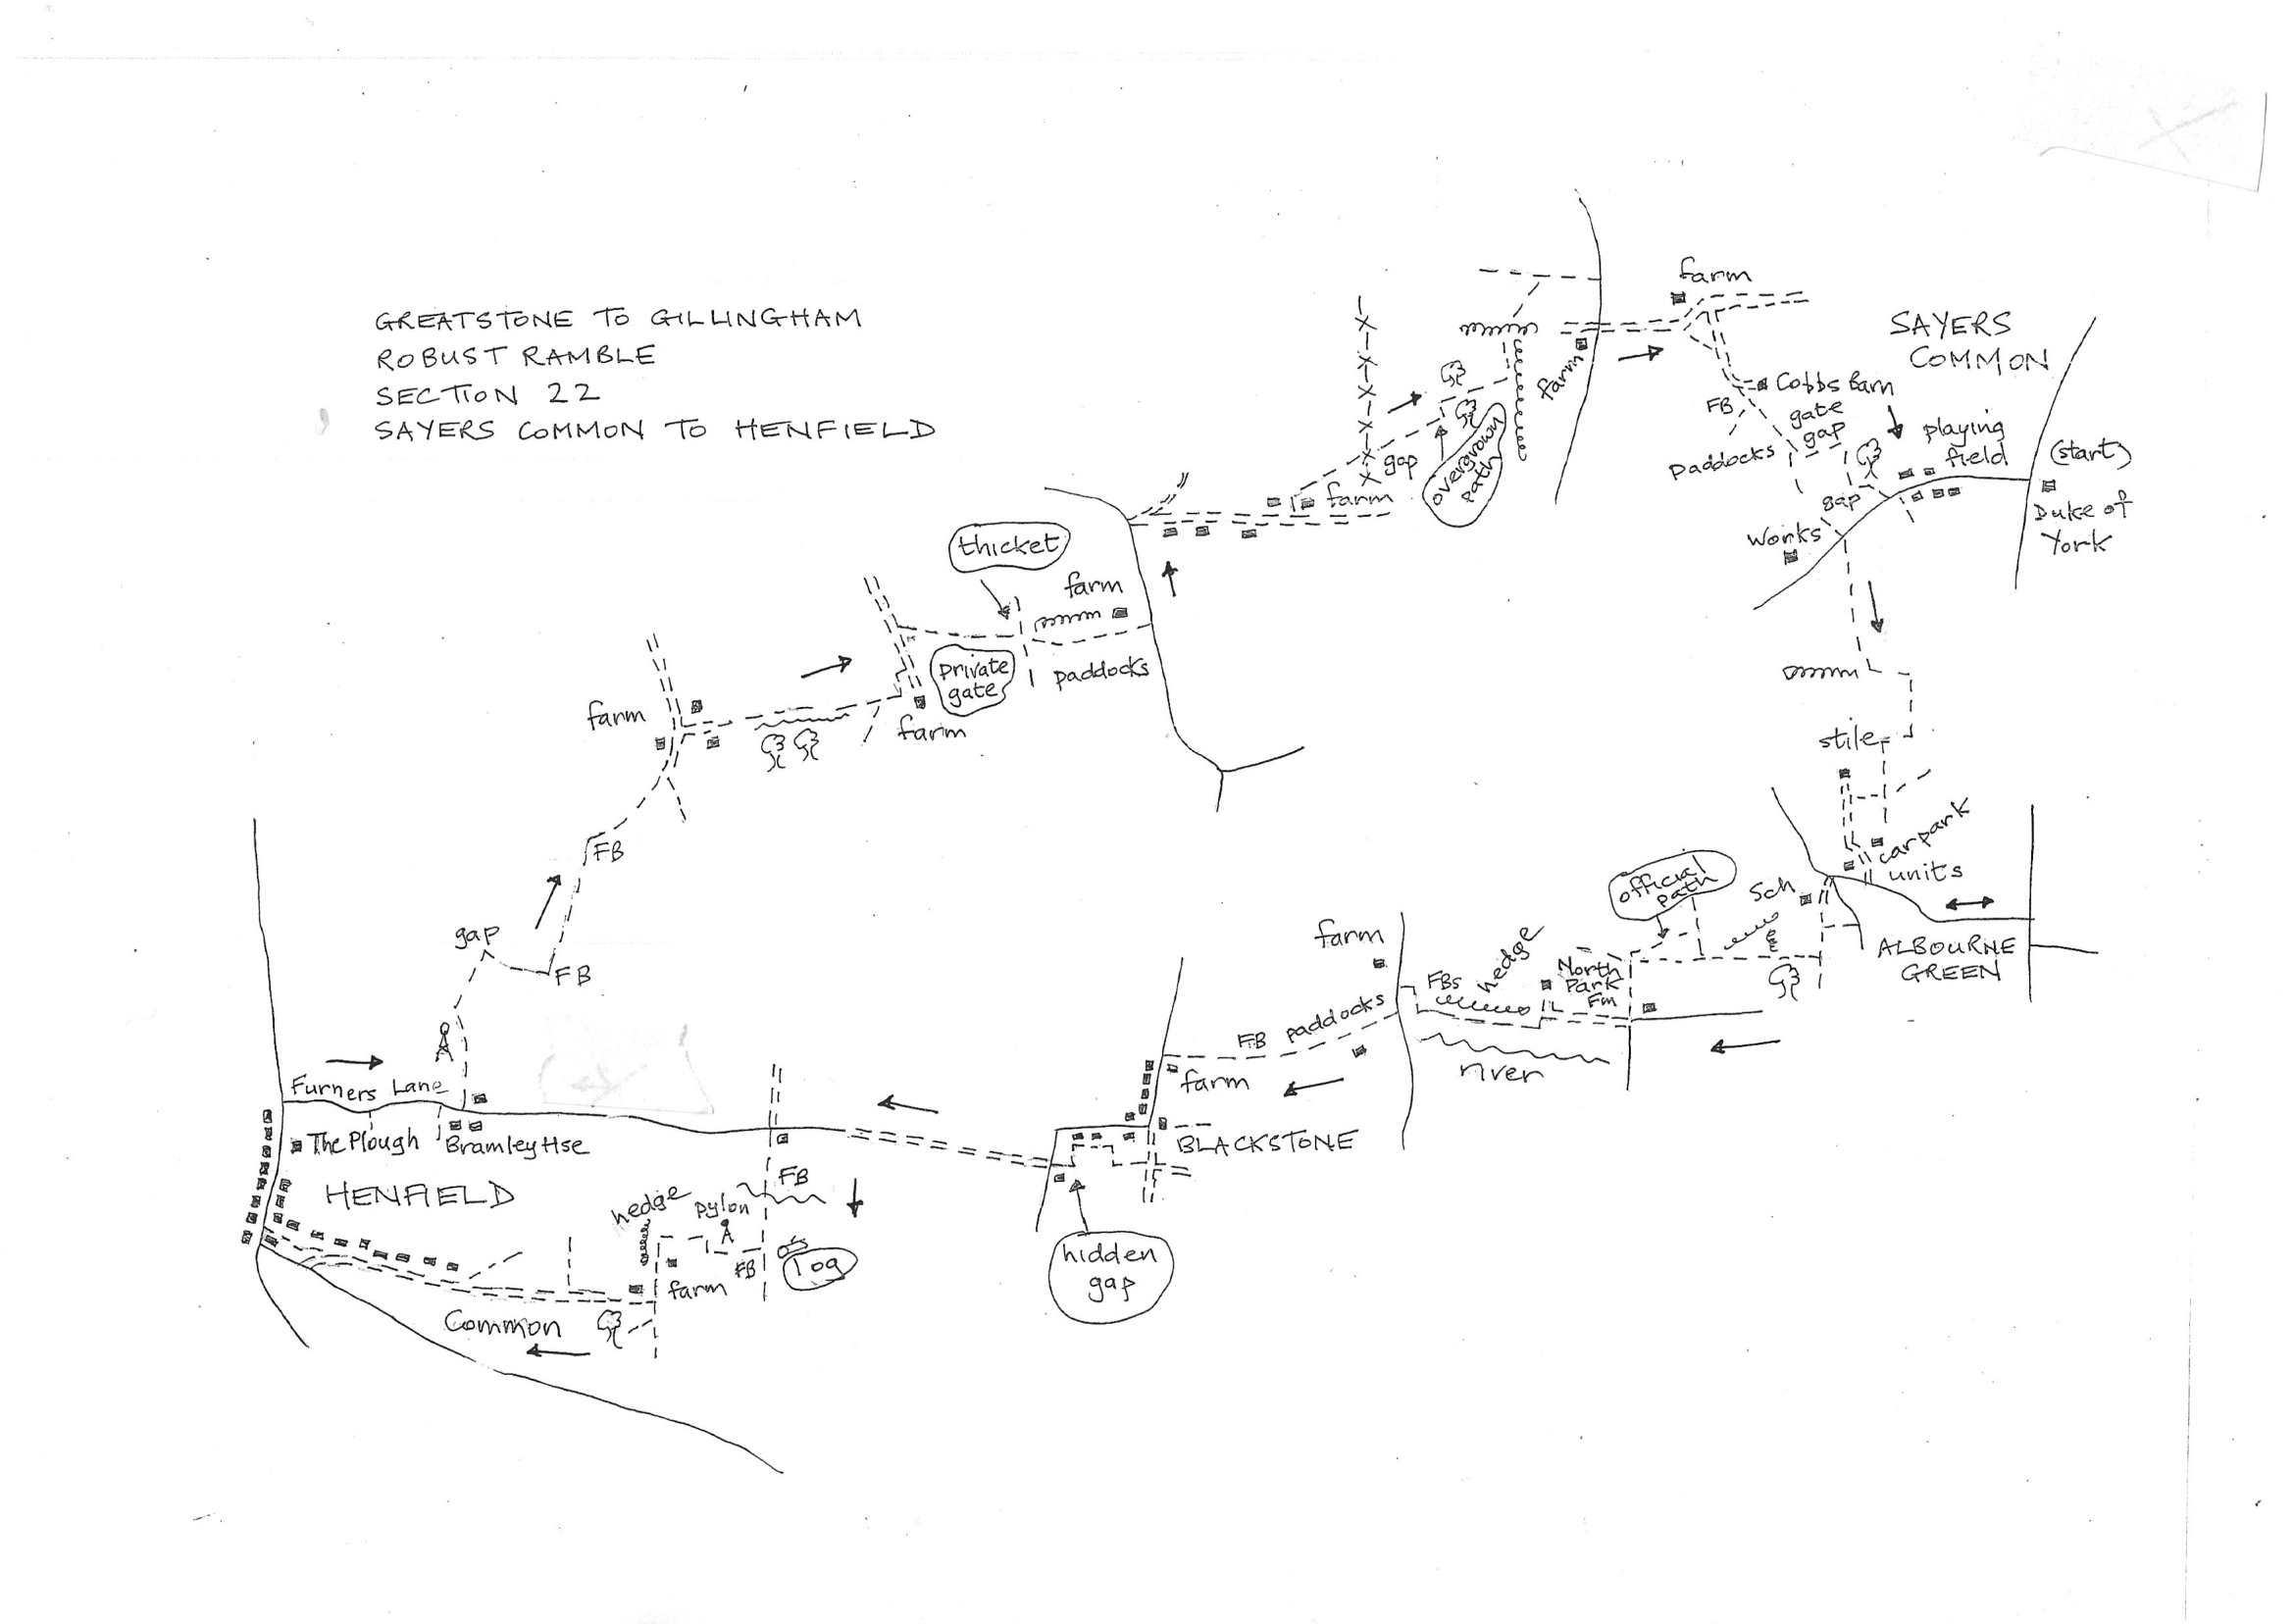 GREATSTONE TO GILLINGHAM
ROBUST RAMBLE
SECTION 22
SAYERS COMMON TO HENFIELD
farm
SAYERS
COMMON
farm
Cobbs Barn
FB
gate
gap
playing
field
(start)
Paddocks
gap
overgrown
path
farm
gap
Works
Duke of
York
thicket
farm
private
gate
paddocks
farm
farm
stile
carpark
units
FB
official
path
Sch
gap
FB
farm
hedge
FBs
North
Park
Fm
ALBOURNE
GREEN
FB
paddocks
river
farm
Furners Lane
The Plough
Bramley Hse
BLACKSTONE
HENFIELD
hedge
pylon
FB
FB
log
farm
hidden
gap
Common